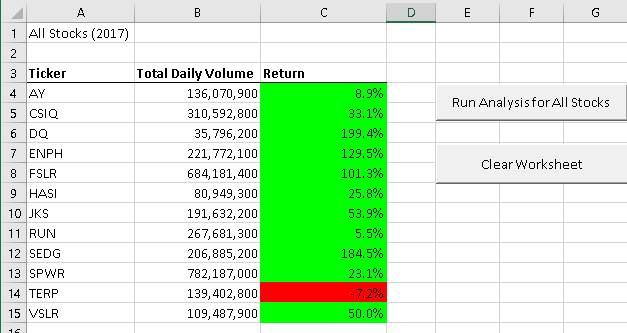 A B C D E F G
1 All Stocks (2017)
2
3 Ticker Total Daily Volume Return
4 AY 136,070,900 8.9%
Run Analysis for All Stocks
5 CSIQ 310,592,800 33.1%
6 DQ 35,796,200 199.4%
7 ENPH 221,772,100 129.5%
Clear Worksheet
8 FSLR 684,181,400 101.3%
9 HASI 80,949,300 25.8%
10 JKS 191,632,200 53.9%
11 RUN 267,681,300 5.5%
12 SEDG 206,885,200 184.5%
13 SPWR 782,187,000 23.1%
14 TERP 139,402,800 -7.2%
15 VSLR 109,487,900 50.0%